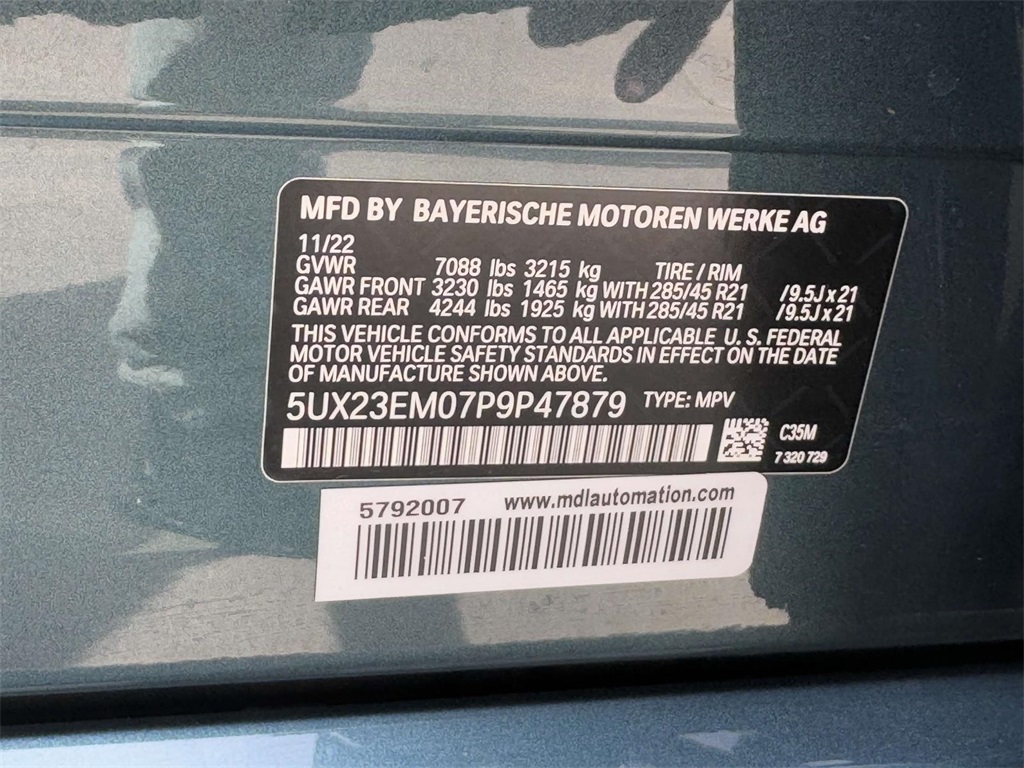 MFD BY BAYERISCHE MOTOREN WERKE AG
11/22
GVWR 7088 lbs 3215 kg TIRE / RIM
GAWR FRONT 3230 lbs 1465 kg WITH 285/45 R21 /9.5J x 21
GAWR REAR 4244 lbs 1925 kg WITH 285/45 R21 /9.5J x 21
THIS VEHICLE CONFORMS TO ALL APPLICABLE U. S. FEDERAL
MOTOR VEHICLE SAFETY STANDARDS IN EFFECT ON THE DATE
OF MANUFACTURE SHOWN ABOVE.
5UX23EM07P9P47879 TYPE: MPV
C35M
7 320 729
5792007 www.mdlautomation.com